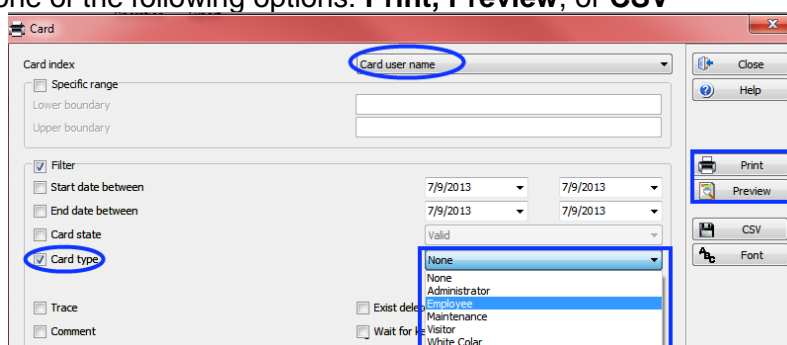 one of the following options: Print, Preview, or CSV
Card
Card index Card user name Close
Specific range Help
Lower boundary
Upper boundary
Filter Print
Start date between 7/9/2013 7/9/2013 Preview
End date between 7/9/2013 7/9/2013
Card state Valid CSV
Card type None Font
None
Administrator
Trace Exist Employee
Maintenance
Comment Wait for Visitor
White Colar